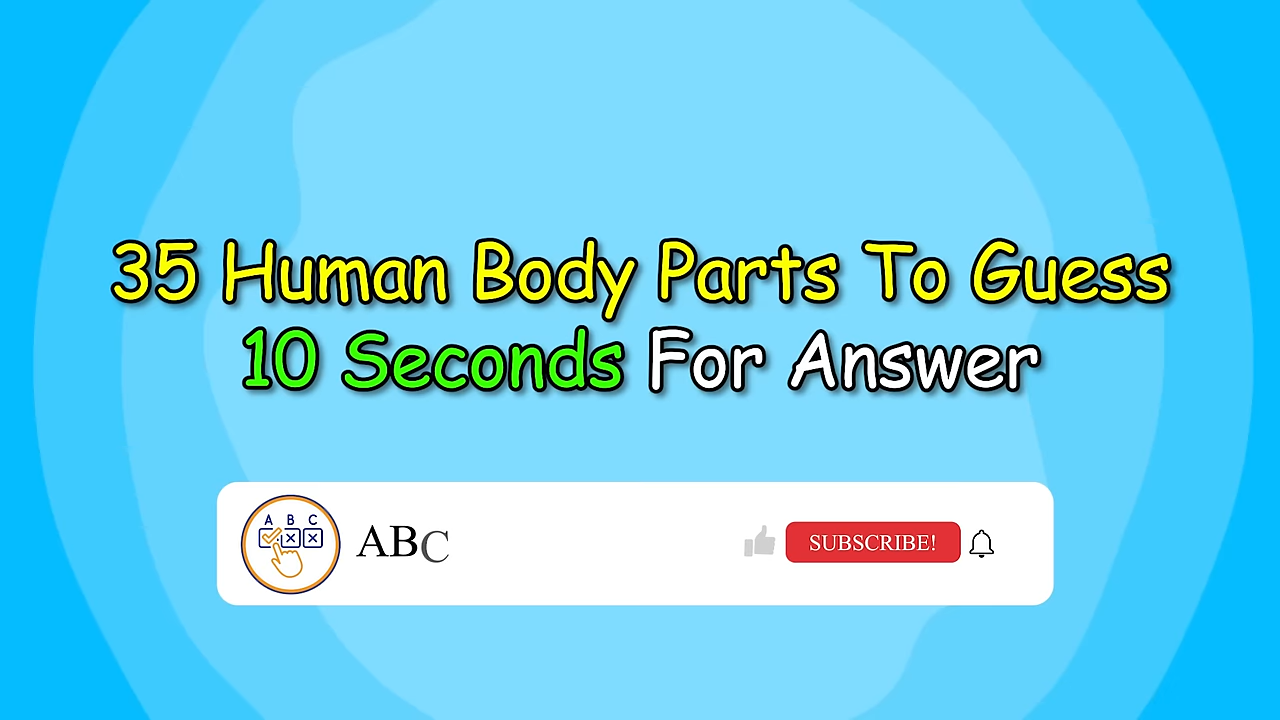 35 Human Body Parts To Guess
10 Seconds For Answer
A B C
ABC
SUBSCRIBE!